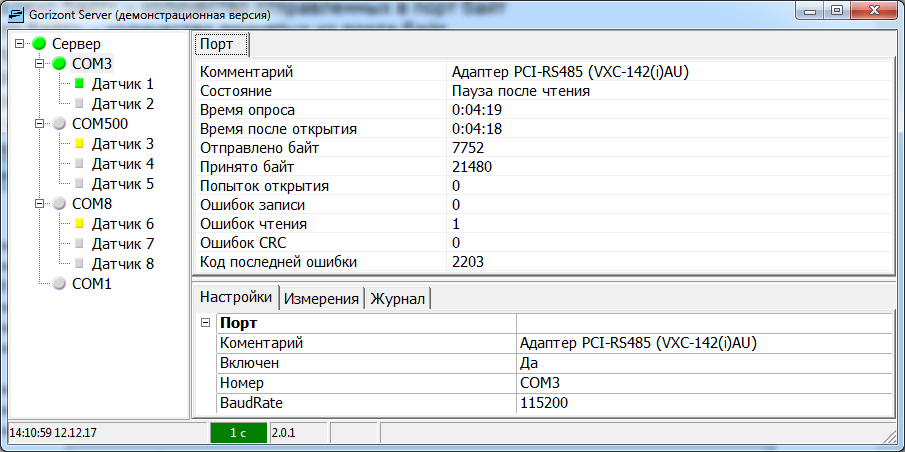 Gorizont Server (демонстрационная версия)
Сервер
COM3
Датчик 1
Датчик 2
COM500
Датчик 3
Датчик 4
Датчик 5
COM8
Датчик 6
Датчик 7
Датчик 8
COM1
Порт
Комментарий Адаптер PCI-RS485 (VXC-142(i)AU)
Состояние Пауза после чтения
Время опроса 0:04:19
Время после открытия 0:04:18
Отправлено байт 7752
Принято байт 21480
Попыток открытия 0
Ошибок записи 0
Ошибок чтения 1
Ошибок CRC 0
Код последней ошибки 2203
Настройки Измерения Журнал
Порт
Коментарий Адаптер PCI-RS485 (VXC-142(i)AU)
Включен Да
Номер COM3
BaudRate 115200
14:10:59 12.12.17 1 с 2.0.1